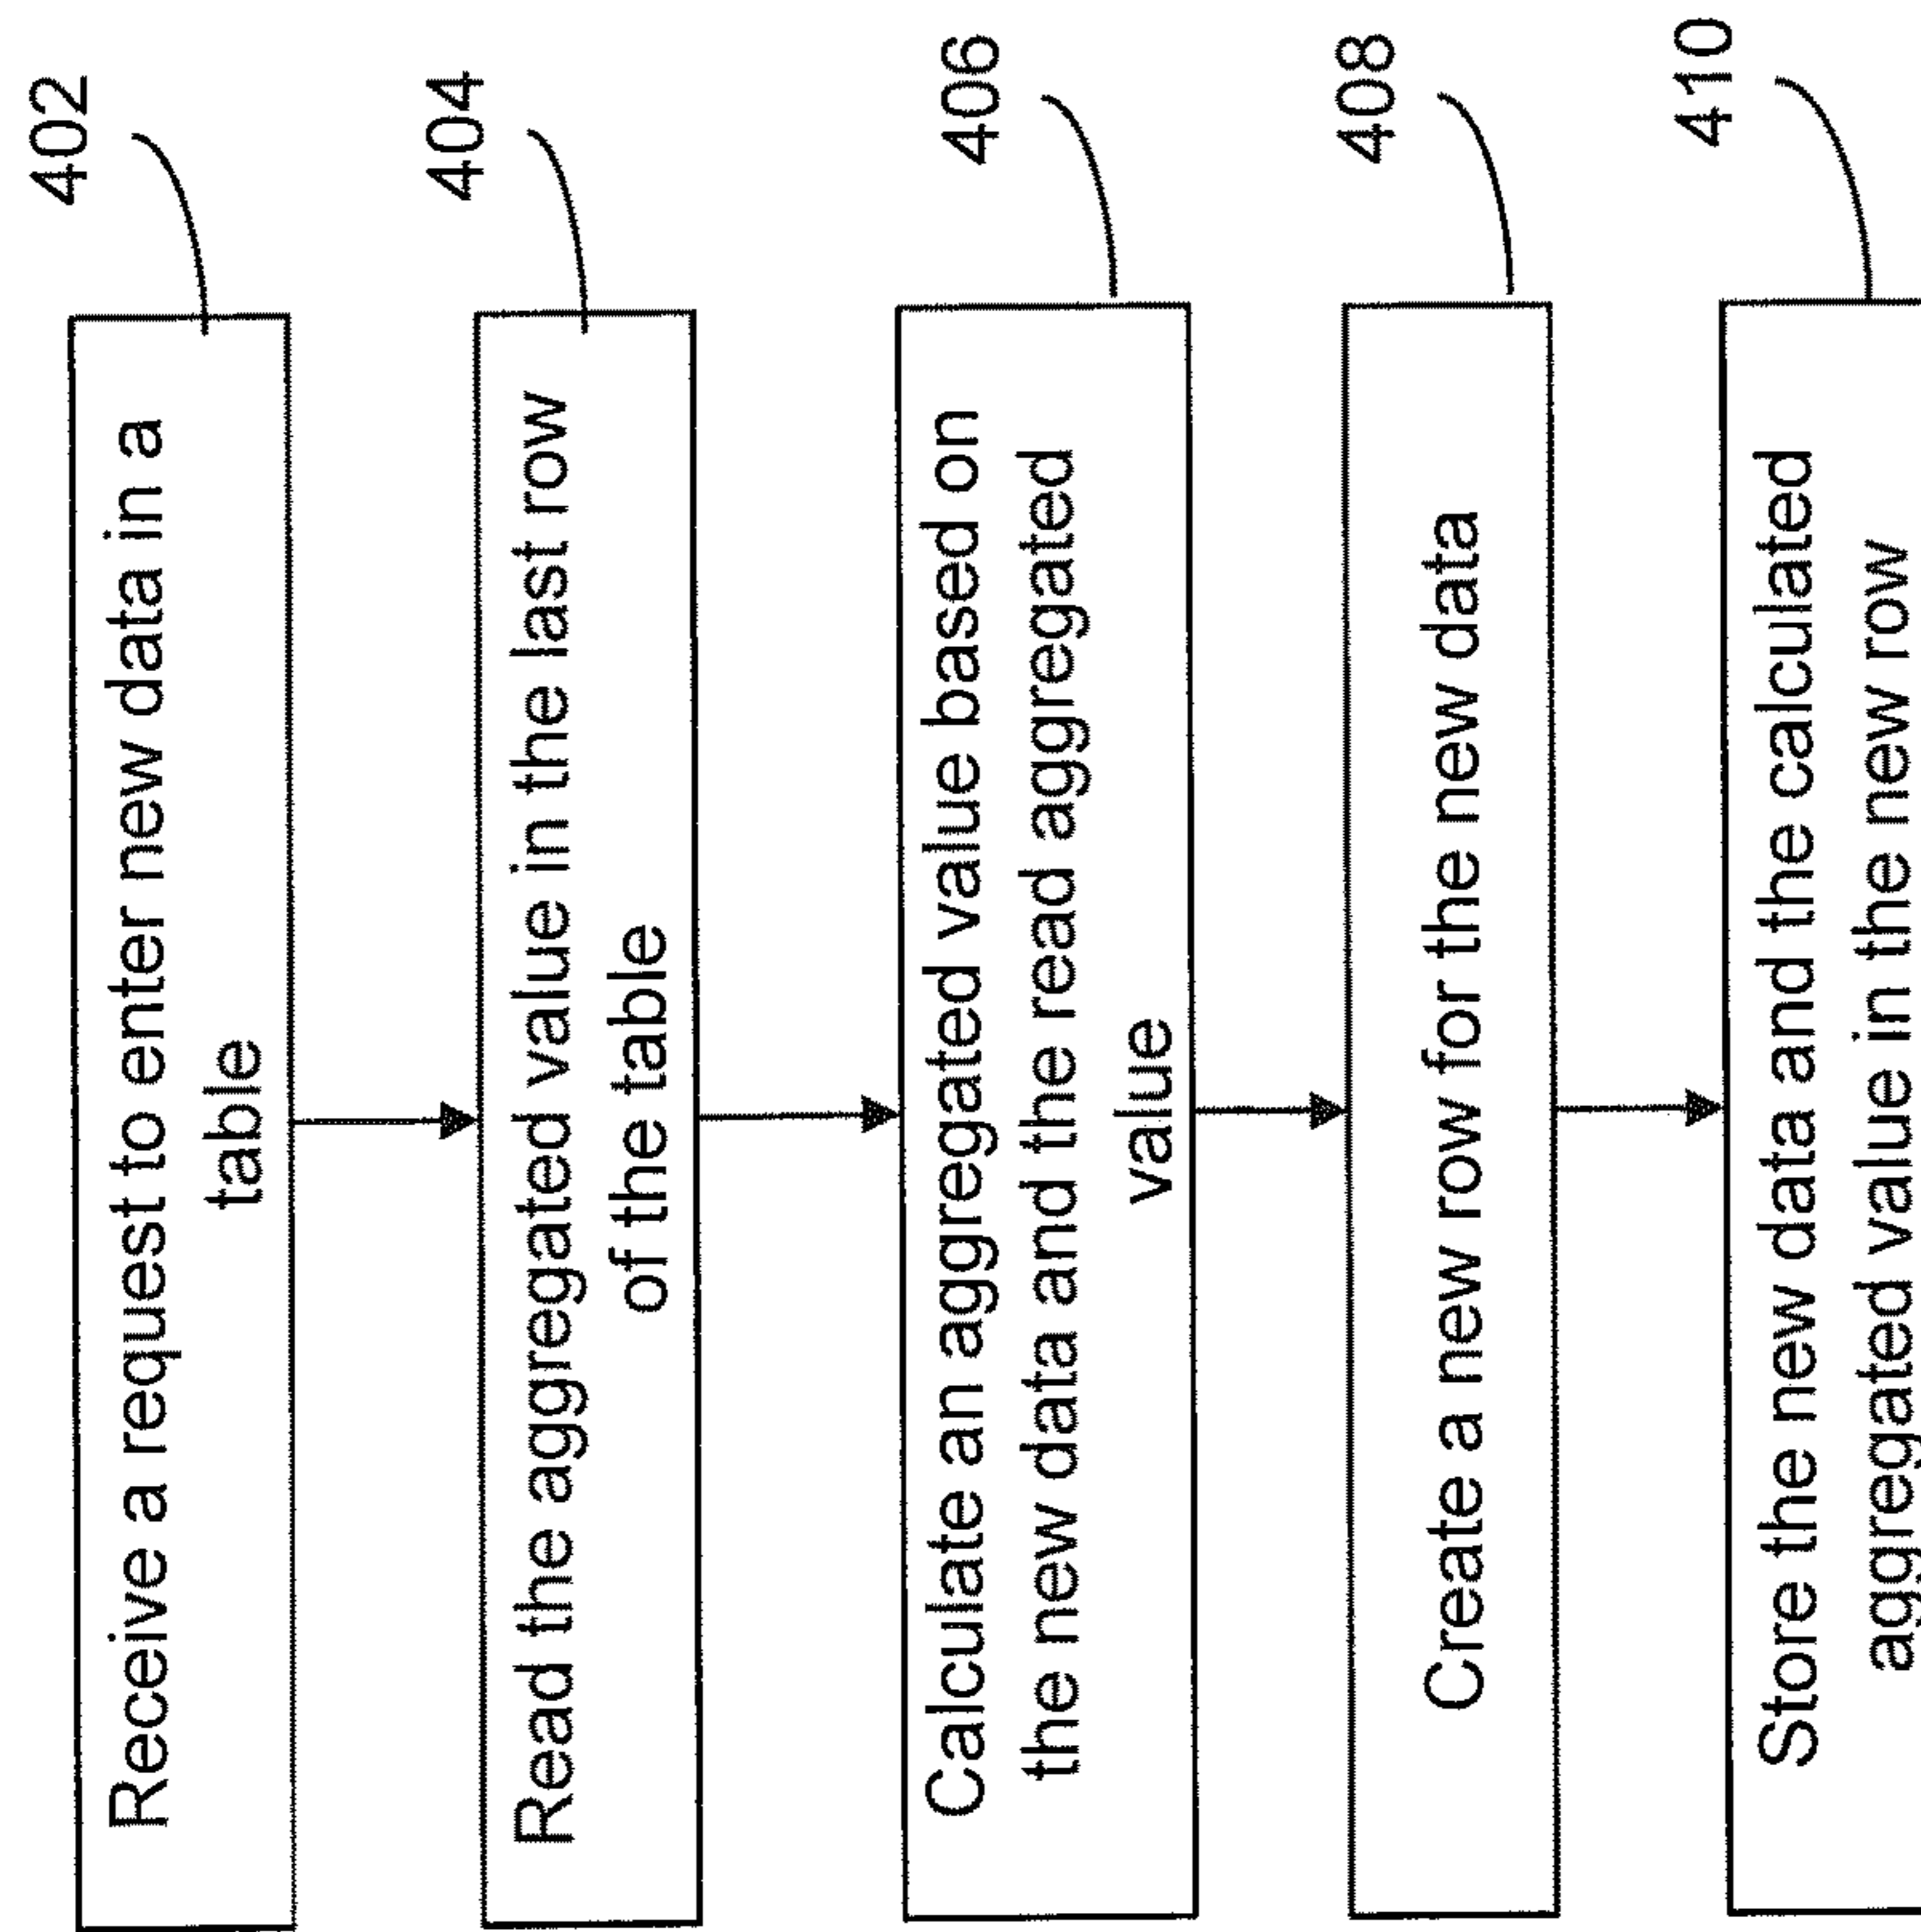 402
Receive a request to enter new data in a
table
404
Read the aggregated value in the last row
of the table
406
Calculate an aggregated value based on
the new data and the read aggregated
value
408
Create a new row for the new data
410
Store the new data and the calculated
aggregated value in the new row